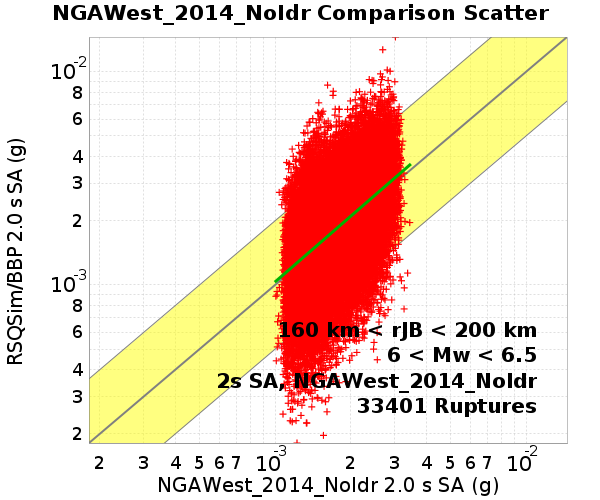 NGAWest_2014_NoIdr Comparison Scatter
RSQSim/BBP 2.0 s SA (g)
10-2
8
6
4
3
2
10-3
8
6
4
3
2
160 km < rJB < 200 km
6 < Mw < 6.5
2s SA, NGAWest_2014_NoIdr
33401 Ruptures
2 3 4 5 6 7 10-3 2 3 4 5 6 7 10-2
NGAWest_2014_NoIdr 2.0 s SA (g)